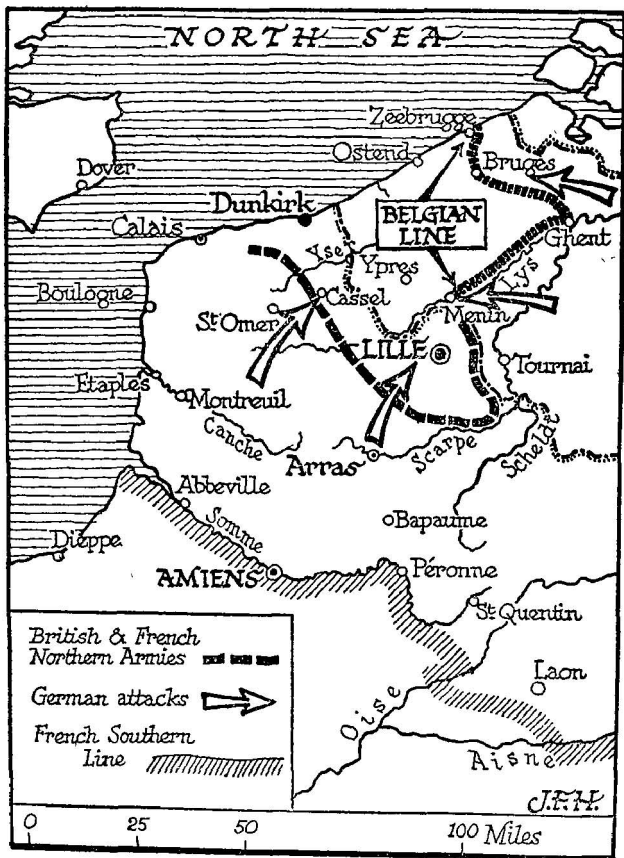 NORTH SEA
Zeebrugge
Ostend
Bruges
Dover
Dunkirk
BELGIAN
LINE
Calais
Ghent
Yser
Ypres
Lys
Boulogne
Cassel
Menin
St Omer
LILLE
Tournai
Etaples
Montreuil
Canche
Scarpe
Scheldt
Arras
Abbeville
Somme
Bapaume
Dieppe
AMIENS
Péronne
St Quentin
British & French
Northern Armies
German attacks
French Southern
Line
Laon
Oise
Aisne
J.F.H.
0 25 50 100 Miles